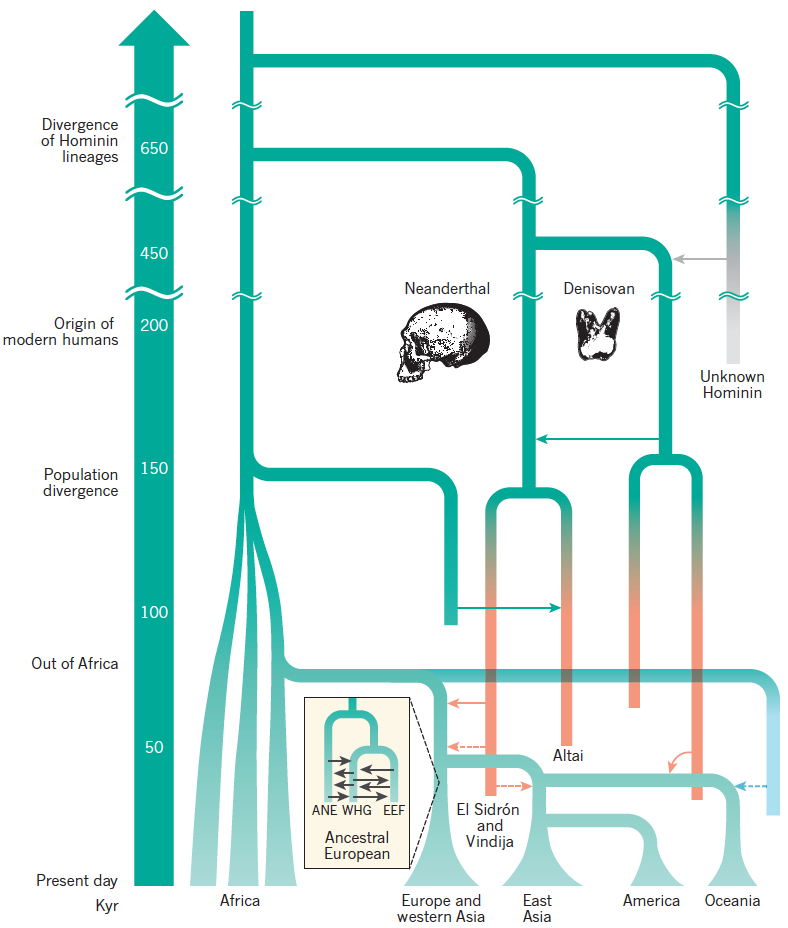 Divergence
of Hominin
lineages
650
450
Neanderthal
Denisovan
Origin of
modern humans
200
Unknown
Hominin
Population
divergence
150
100
Out of Africa
50
Altai
ANE WHG EEF
Ancestral
European
El Sidrón
and
Vindija
Present day
Kyr
Africa
Europe and
western Asia
East
Asia
America
Oceania